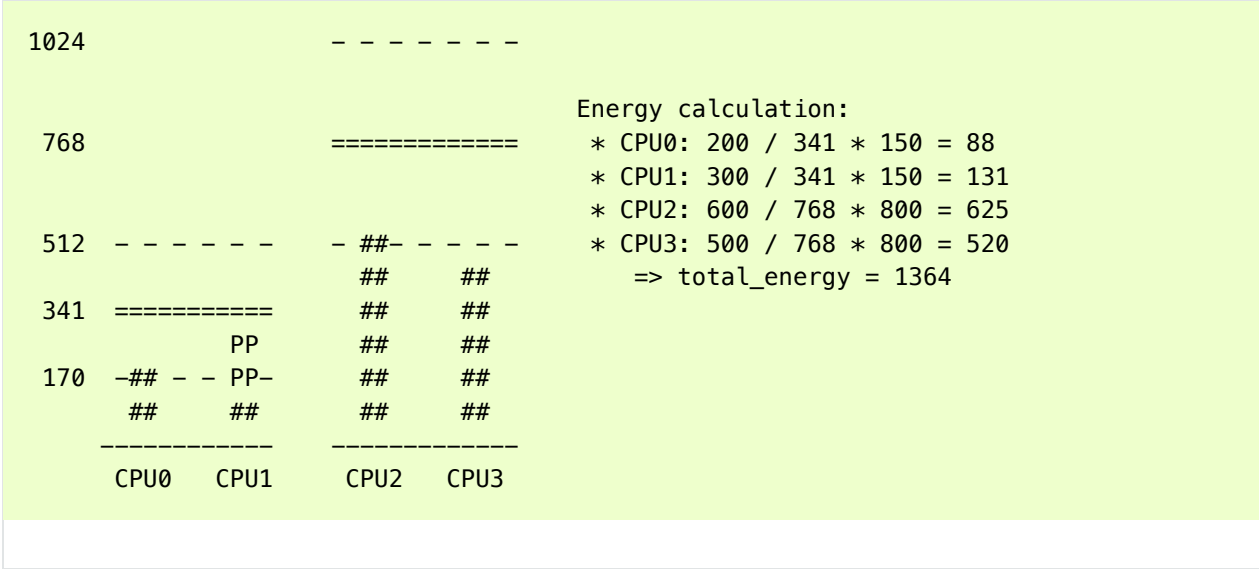 1024                 - - - - - - -
                                      Energy calculation:
 768                 =============     * CPU0: 200 / 341 * 150 = 88
                                       * CPU1: 300 / 341 * 150 = 131
                                       * CPU2: 600 / 768 * 800 = 625
 512  - - - - - -    - ##- - - - -     * CPU3: 500 / 768 * 800 = 520
                       ##     ##          => total_energy = 1364
 341  ===========      ##     ##
              PP       ##     ##
 170  -## - - PP-      ##     ##
       ##     ##       ##     ##
     ------------    -------------
      CPU0   CPU1     CPU2   CPU3